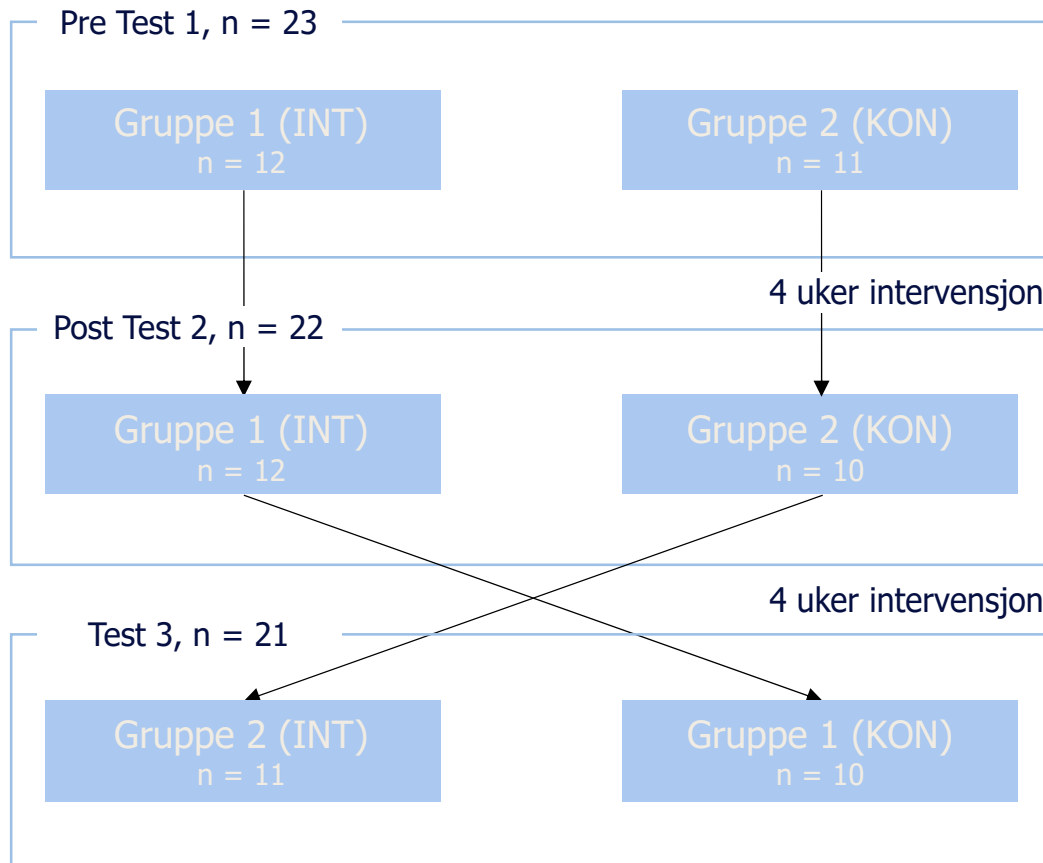 Pre Test 1, n = 23
Gruppe 1 (INT)
n = 12
Gruppe 2 (KON)
n = 11
4 uker intervensjon
Post Test 2, n = 22
Gruppe 1 (INT)
n = 12
Gruppe 2 (KON)
n = 10
4 uker intervensjon
Test 3, n = 21
Gruppe 2 (INT)
n = 11
Gruppe 1 (KON)
n = 10